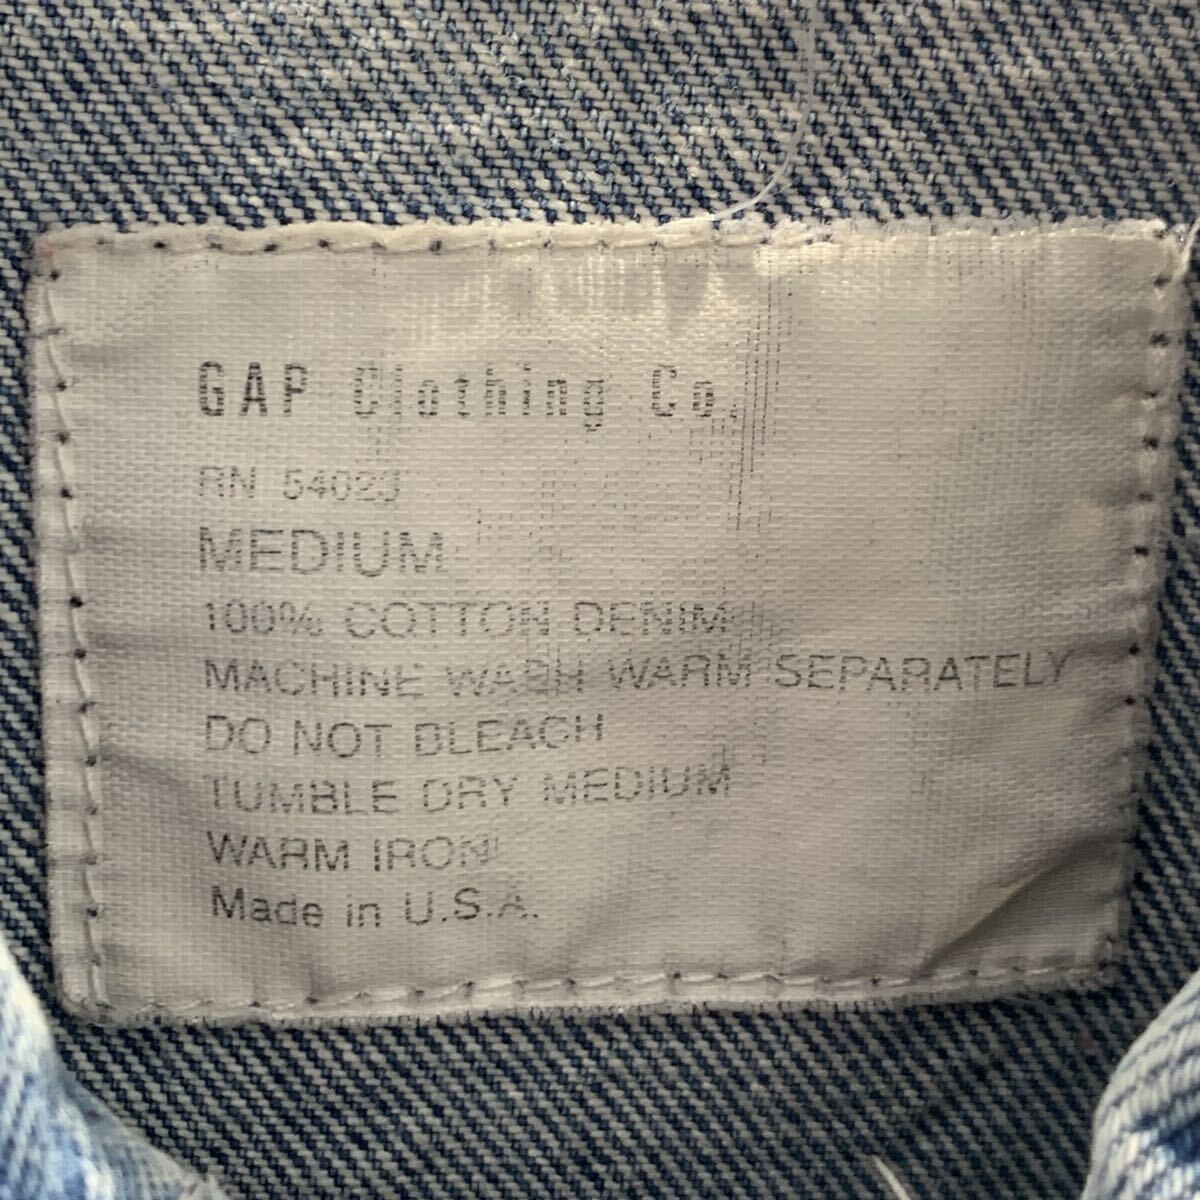 GAP Clothing Co.
RN 54023
MEDIUM
100% COTTON DENIM
MACHINE WASH WARM SEPARATELY
DO NOT BLEACH
TUMBLE DRY MEDIUM
WARM IRON
Made in U.S.A.